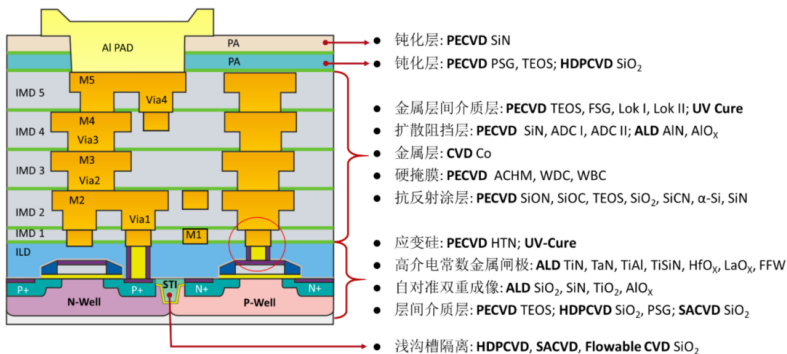 Al PAD
PA
PA
M5
IMD 5
Via4
M4
IMD 4
Via3
M3
IMD 3
Via2
M2
IMD 2
Via1
IMD 1
M1
ILD
P+
P+
STI
N+
N+
N-Well
P-Well
● 钝化层: PECVD SiN
● 钝化层: PECVD PSG, TEOS; HDPCVD SiO₂
● 金属层间介质层: PECVD TEOS, FSG, Lok I, Lok II; UV Cure
● 扩散阻挡层: PECVD SiN, ADC I, ADC II; ALD AlN, AlOₓ
● 金属层: CVD Co
● 硬掩膜: PECVD ACHM, WDC, WBC
● 抗反射涂层: PECVD SiON, SiOC, TEOS, SiO₂, SiCN, α-Si, SiN
● 应变硅: PECVD HTN; UV-Cure
● 高介电常数金属闸极: ALD TiN, TaN, TiAl, TiSiN, HfOₓ, LaOₓ, FFW
● 自对准双重成像: ALD SiO₂, SiN, TiO₂, AlOₓ
● 层间介质层: PECVD TEOS; HDPCVD SiO₂, PSG; SACVD SiO₂
● 浅沟槽隔离: HDPCVD, SACVD, Flowable CVD SiO₂